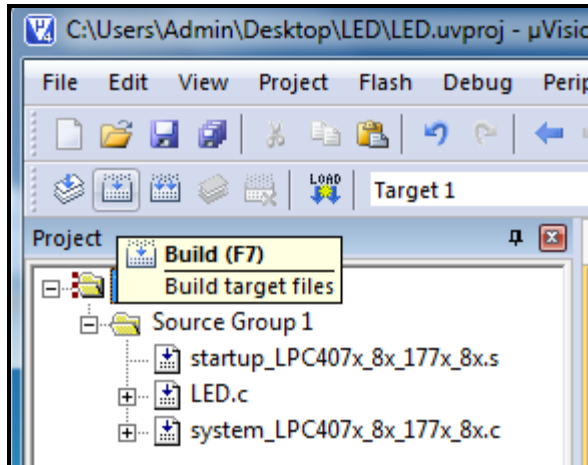 C:\Users\Admin\Desktop\LED\LED.uvproj - µVisio
File Edit View Project Flash Debug Perip
LOAD Target 1
Project
Build (F7)
Build target files
Source Group 1
startup_LPC407x_8x_177x_8x.s
LED.c
system_LPC407x_8x_177x_8x.c